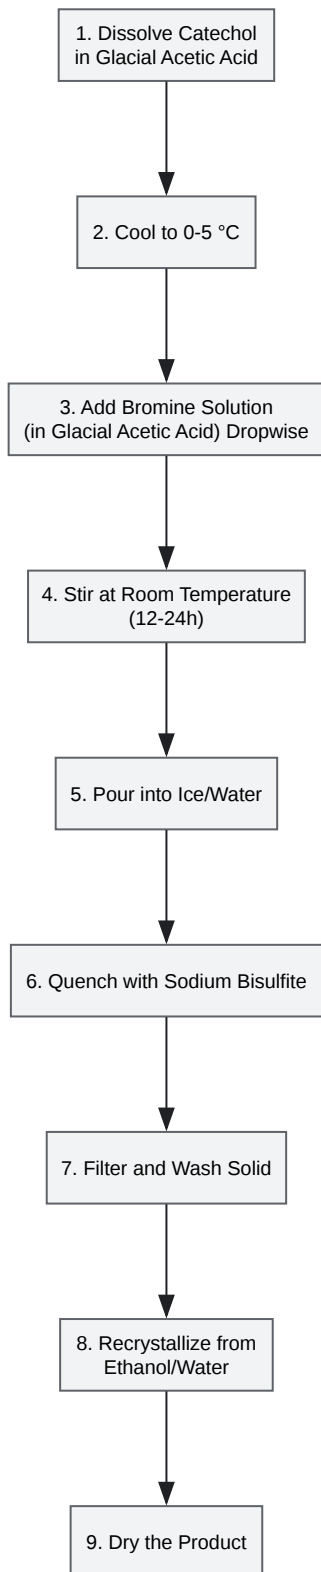 1. Dissolve Catechol
in Glacial Acetic Acid
2. Cool to 0-5 °C
3. Add Bromine Solution
(in Glacial Acetic Acid) Dropwise
4. Stir at Room Temperature
(12-24h)
5. Pour into Ice/Water
6. Quench with Sodium Bisulfite
7. Filter and Wash Solid
8. Recrystallize from
Ethanol/Water
9. Dry the Product